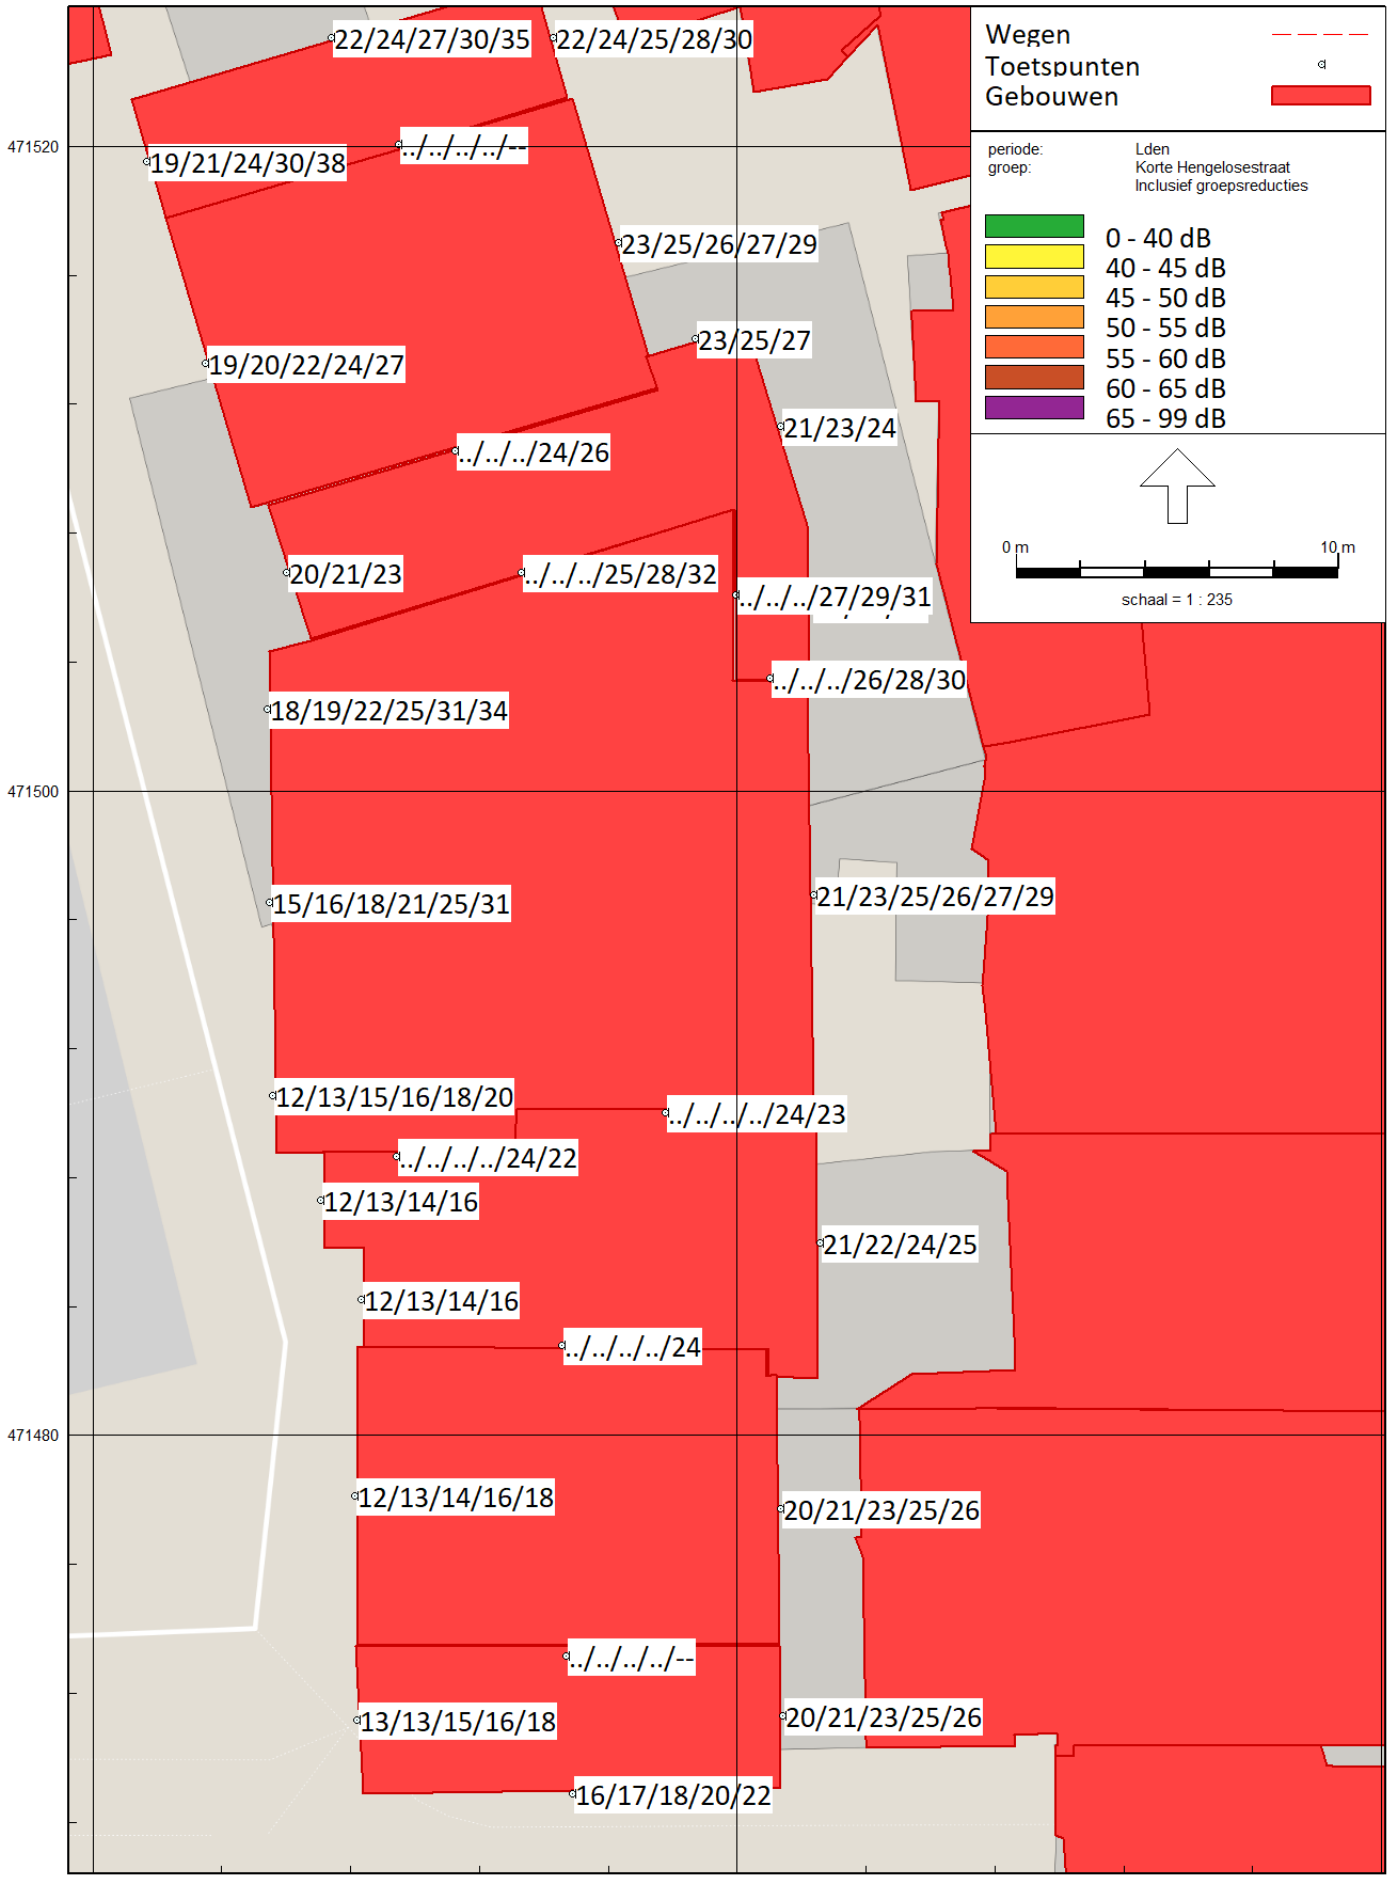 22/24/27/30/35
22/24/25/28/30
Wegen
Toetspunten
Gebouwen
471520
../../../../--
19/21/24/30/38
periode: Lden
groep: Korte Hengelosestraat
Inclusief groepsreducties
23/25/26/27/29
0 - 40 dB
40 - 45 dB
45 - 50 dB
50 - 55 dB
55 - 60 dB
60 - 65 dB
65 - 99 dB
23/25/27
19/20/22/24/27
21/23/24
../../../24/26
0 m 10 m
schaal = 1 : 235
20/21/23
../../../25/28/32
../../../27/29/31
../../../26/28/30
18/19/22/25/31/34
471500
15/16/18/21/25/31
21/23/25/26/27/29
12/13/15/16/18/20
../../../../24/23
../../../../24/22
12/13/14/16
21/22/24/25
12/13/14/16
../../../../24
471480
12/13/14/16/18
20/21/23/25/26
../../../../--
13/13/15/16/18
20/21/23/25/26
16/17/18/20/22